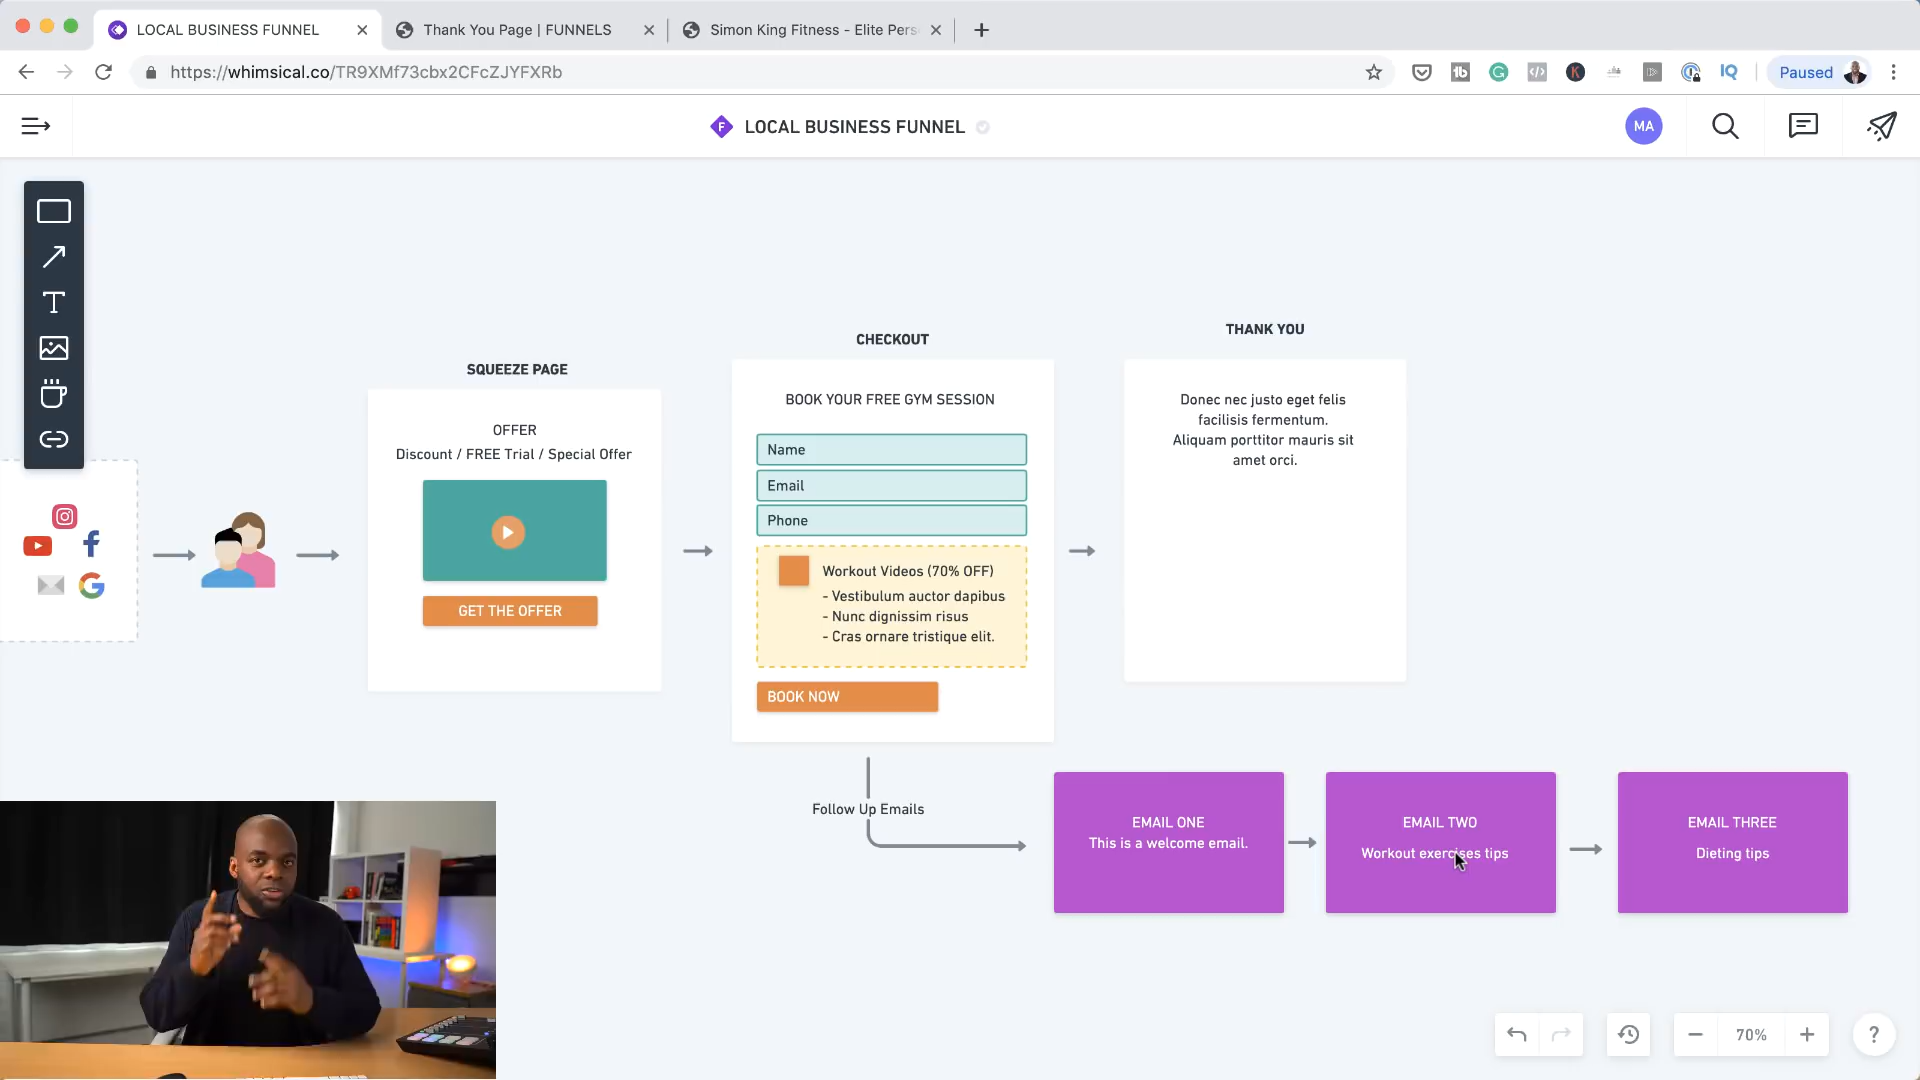 LOCAL BUSINESS FUNNEL
Thank You Page | FUNNELS
Simon King Fitness - Elite Pers
https://whimsical.co/TR9XMf73cbx2CFcZJYFXRb
tb
G
K
IQ
Paused
F
LOCAL BUSINESS FUNNEL
MA
T
SQUEEZE PAGE
OFFER
Discount / FREE Trial / Special Offer
GET THE OFFER
CHECKOUT
BOOK YOUR FREE GYM SESSION
Name
Email
Phone
Workout Videos (70% OFF)
- Vestibulum auctor dapibus
- Nunc dignissim risus
- Cras ornare tristique elit.
BOOK NOW
THANK YOU
Donec nec justo eget felis
facilisis fermentum.
Aliquam porttitor mauris sit
amet orci.
Follow Up Emails
EMAIL ONE
This is a welcome email.
EMAIL TWO
Workout exercises tips
EMAIL THREE
Dieting tips
70%
?